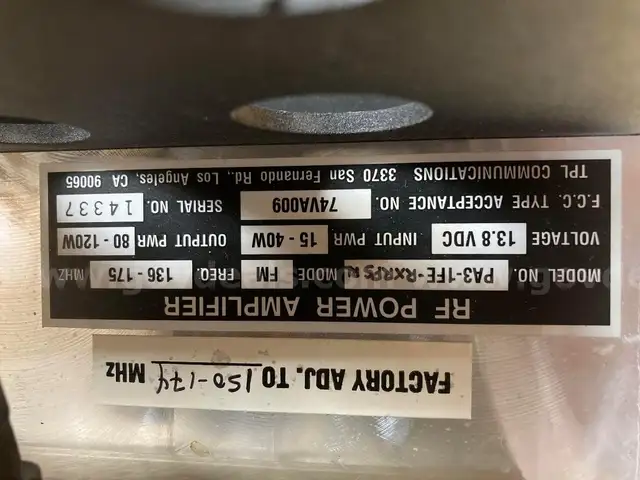 FACTORY ADJ. TO 150-174 MHz
RF POWER AMPLIFIER
MODEL NO. PA3-1FE-RXRPSW MODE FM FREQ. 136-175 MHZ
VOLTAGE 13.8 VDC INPUT PWR 15 - 40W OUTPUT PWR 80 - 120W
F.C.C. TYPE ACCEPTANCE NO. 74VA009 SERIAL NO. 14337
TPL COMMUNICATIONS 3370 San Fernando Rd., Los Angeles, CA 90065